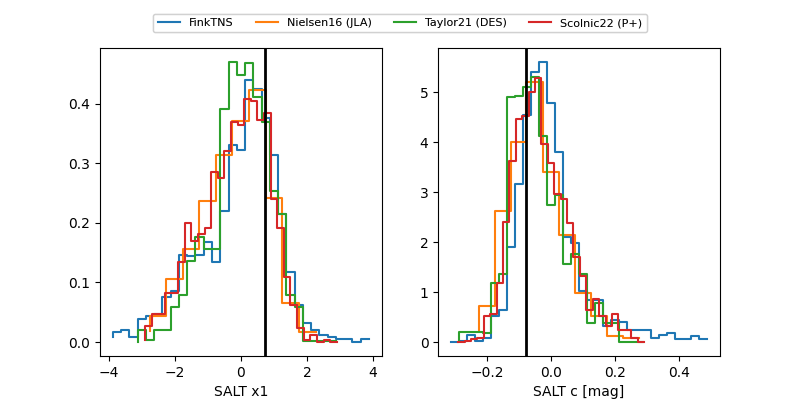 FinkTNS Nielsen16 (JLA) Taylor21 (DES) Scolnic22 (P+)
0.4
0.3
0.2
0.1
0.0
−4 −2 0 2 4
SALT x1
5
4
3
2
1
0
−0.2 0.0 0.2 0.4
SALT c [mag]